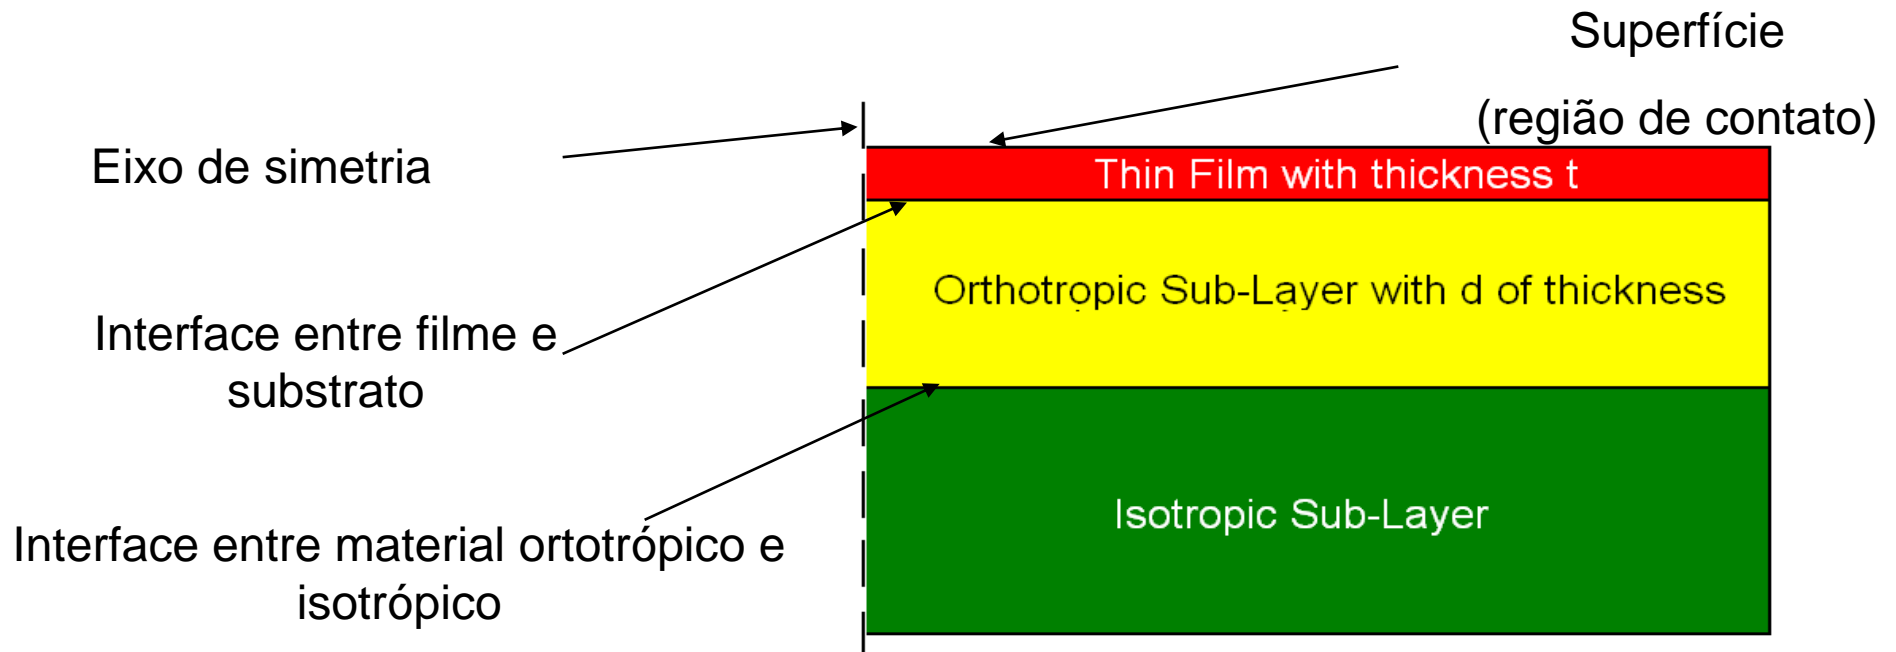 Superfície
(região de contato)
Eixo de simetria
Thin Film with thickness t
Orthotropic Sub-Layer with d of thickness
Interface entre filme e
substrato
Isotropic Sub-Layer
Interface entre material ortotrópico e
isotrópico